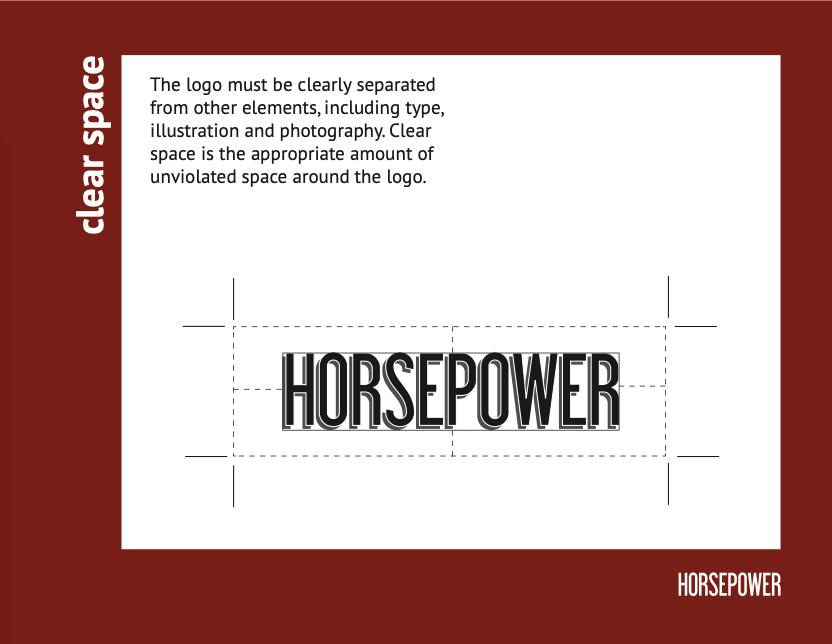 clear space
The logo must be clearly separated
from other elements, including type,
illustration and photography. Clear
space is the appropriate amount of
unviolated space around the logo.
HORSEPOWER
HORSEPOWER